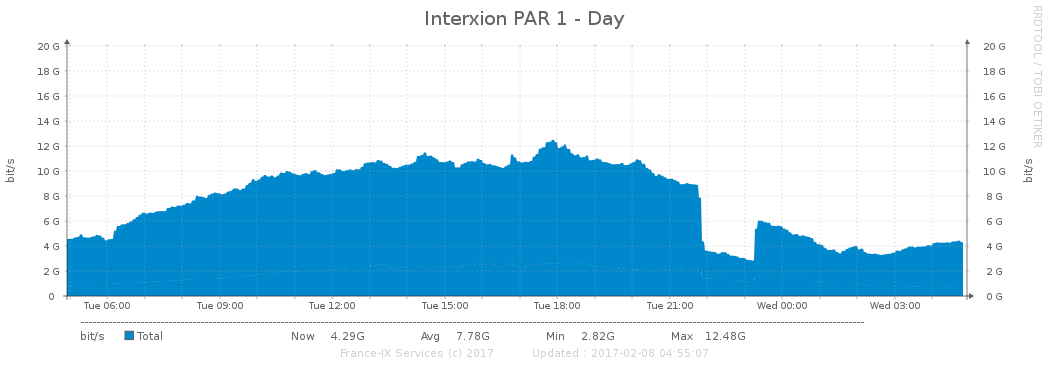 Interxion PAR 1 - Day
RRDTOOL / TOBI OETIKER
bit/s
20 G 20 G
18 G 18 G
16 G 16 G
14 G 14 G
12 G 12 G
10 G 10 G
8 G 8 G
6 G 6 G
4 G 4 G
2 G 2 G
0 0 G
bit/s
Tue 06:00 Tue 09:00 Tue 12:00 Tue 15:00 Tue 18:00 Tue 21:00 Wed 00:00 Wed 03:00
bit/s Total Now 4.29G Avg 7.78G Min 2.82G Max 12.48G
France-IX Services (c) 2017 Updated : 2017-02-08 04:55:07